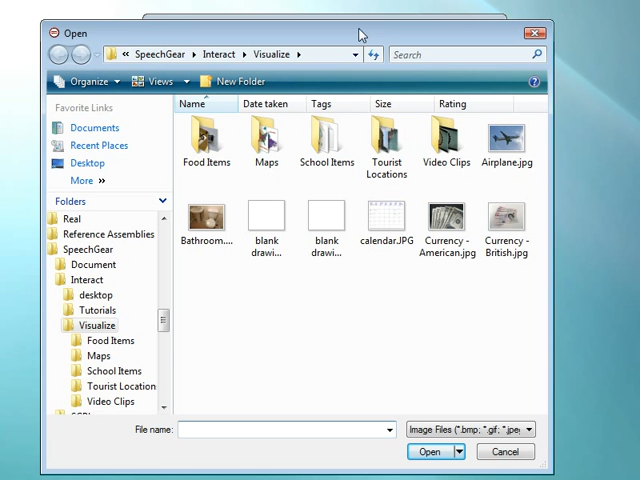 Open
« SpeechGear Interact Visualize
Search
Organize Views New Folder
Favorite Links
Documents
Recent Places
Desktop
More »
Folders
Real
Reference Assemblies
SpeechGear
Document
Interact
desktop
Tutorials
Visualize
Food Items
Maps
School Items
Tourist Location
Video Clips
Name Date taken Tags Size Rating
Food Items
Maps
School Items
Tourist
Locations
Video Clips
Airplane.jpg
Bathroom....
blank
drawi...
blank
drawi...
calendar.JPG
Currency -
American.jpg
Currency -
British.jpg
File name:
Image Files (*.bmp; *.gif; *.jpe
Open Cancel